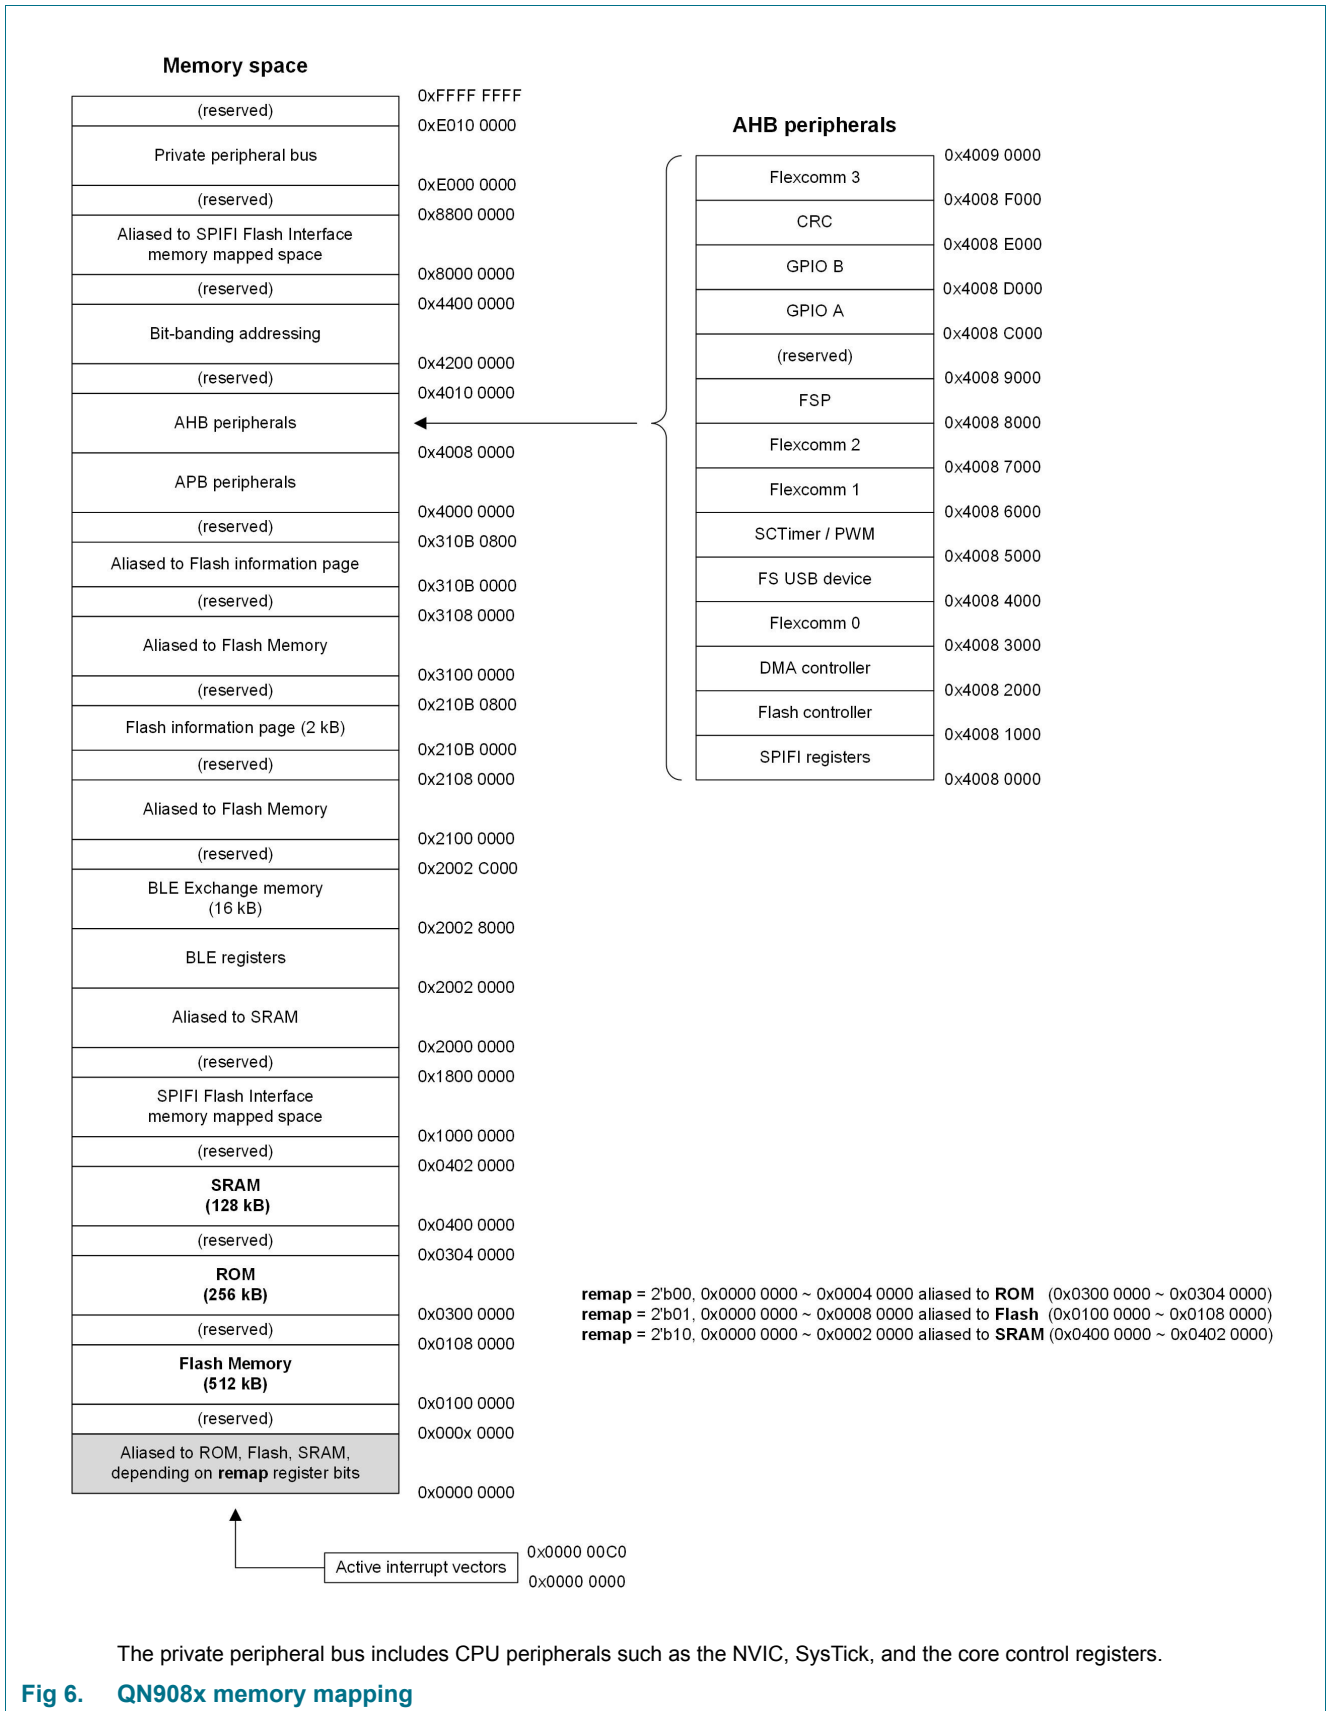 Memory space
0xFFFF FFFF
(reserved)
0xE010 0000
Private peripheral bus
0xE000 0000
(reserved)
0x8800 0000
Aliased to SPIFI Flash Interface
memory mapped space
0x8000 0000
(reserved)
0x4400 0000
Bit-banding addressing
0x4200 0000
(reserved)
0x4010 0000
AHB peripherals
0x4008 0000
APB peripherals
0x4000 0000
(reserved)
0x310B 0800
Aliased to Flash information page
0x310B 0000
(reserved)
0x3108 0000
Aliased to Flash Memory
0x3100 0000
(reserved)
0x210B 0800
Flash information page (2 kB)
0x210B 0000
(reserved)
0x2108 0000
Aliased to Flash Memory
0x2100 0000
(reserved)
0x2002 C000
BLE Exchange memory
(16 kB)
0x2002 8000
BLE registers
0x2002 0000
Aliased to SRAM
0x2000 0000
(reserved)
0x1800 0000
SPIFI Flash Interface
memory mapped space
0x1000 0000
(reserved)
0x0402 0000
SRAM
(128 kB)
0x0400 0000
(reserved)
0x0304 0000
ROM
(256 kB)
0x0300 0000
(reserved)
0x0108 0000
Flash Memory
(512 kB)
0x0100 0000
(reserved)
0x000x 0000
Aliased to ROM, Flash, SRAM,
depending on remap register bits
0x0000 0000
Active interrupt vectors
0x0000 00C0
0x0000 0000
AHB peripherals
0x4009 0000
Flexcomm 3
0x4008 F000
CRC
0x4008 E000
GPIO B
0x4008 D000
GPIO A
0x4008 C000
(reserved)
0x4008 9000
FSP
0x4008 8000
Flexcomm 2
0x4008 7000
Flexcomm 1
0x4008 6000
SCTimer / PWM
0x4008 5000
FS USB device
0x4008 4000
Flexcomm 0
0x4008 3000
DMA controller
0x4008 2000
Flash controller
0x4008 1000
SPIFI registers
0x4008 0000
remap = 2'b00, 0x0000 0000 ~ 0x0004 0000 aliased to ROM (0x0300 0000 ~ 0x0304 0000)
remap = 2'b01, 0x0000 0000 ~ 0x0008 0000 aliased to Flash (0x0100 0000 ~ 0x0108 0000)
remap = 2'b10, 0x0000 0000 ~ 0x0002 0000 aliased to SRAM (0x0400 0000 ~ 0x0402 0000)
The private peripheral bus includes CPU peripherals such as the NVIC, SysTick, and the core control registers.
Fig 6. QN908x memory mapping